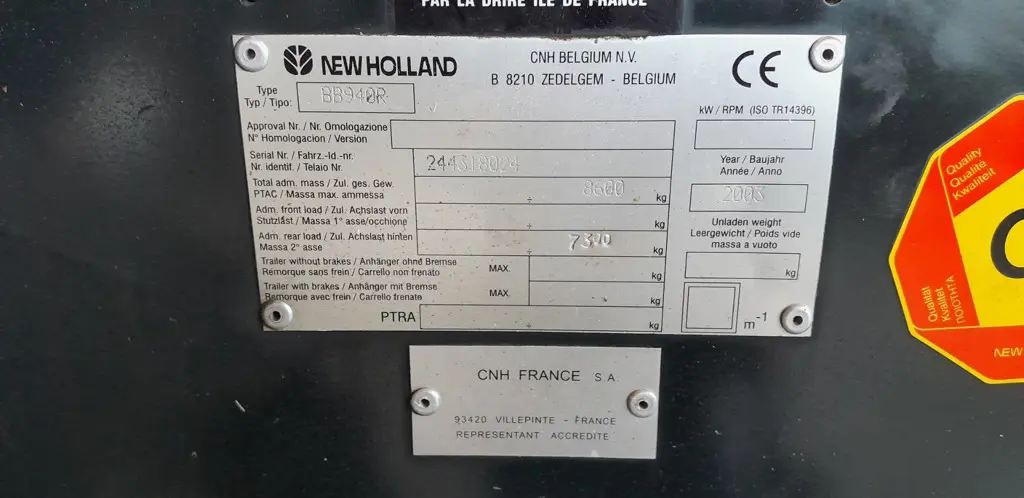 PAR LA DRIRE ILE DE FRANCE
NEW HOLLAND
CNH BELGIUM N.V.
B 8210 ZEDELGEM - BELGIUM
CE
Type
Typ / Tipo:
BB940R
kW / RPM (ISO TR14396)
Approval Nr. / Nr. Omologazione
N° Homologacion / Version
Serial Nr. / Fahrz.-Id.-nr.
Nr. identif. / Telaio Nr.
244318024
Year / Baujahr
Année / Anno
2003
Total adm. mass / Zul. ges. Gew.
PTAC / Massa max. ammessa
÷ 8600 kg
Adm. front load / Zul. Achslast vorn
Stutzlast / Massa 1° asse/occhione
÷ kg
Unladen weight
Leergewicht / Poids vide
massa a vuoto
kg
Adm. rear load / Zul. Achslast hinten
Massa 2° asse
÷ 7300 kg
Trailer without brakes / Anhänger ohne Bremse
Remorque sans frein / Carrello non frenato
MAX. kg
Trailer with brakes / Anhänger mit Bremse
Remorque avec frein / Carrello frenate
MAX. kg
PTRA kg
m-1
CNH FRANCE S.A.
93420 VILLEPINTE - FRANCE
REPRESENTANT ACCREDITE
Quality
Qualité
Kwaliteit
Qualität
Kvalitet
ΠΟΙΟΤΗΤΑ
NEW